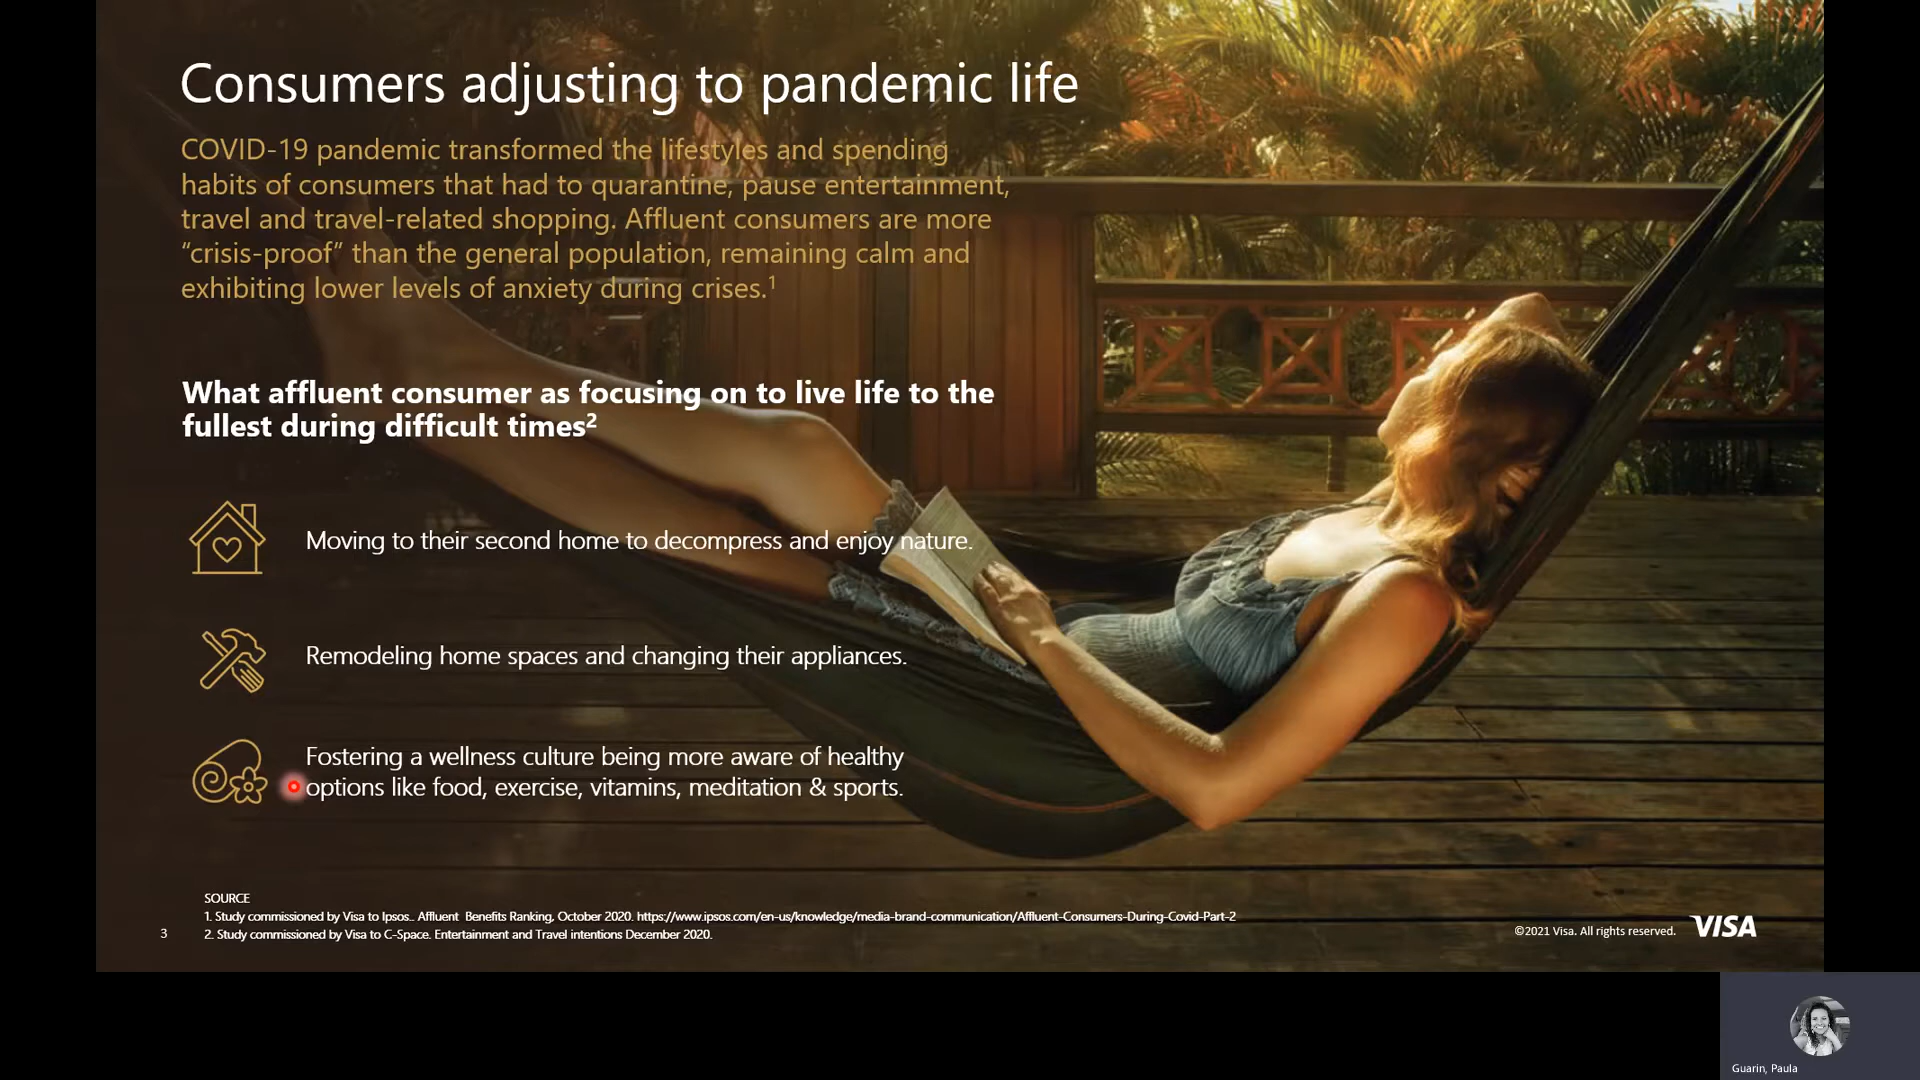 Consumers adjusting to pandemic life
COVID-19 pandemic transformed the lifestyles and spending
habits of consumers that had to quarantine, pause entertainment,
travel and travel-related shopping. Affluent consumers are more
“crisis-proof” than the general population, remaining calm and
exhibiting lower levels of anxiety during crises.1
What affluent consumer as focusing on to live life to the
fullest during difficult times2
Moving to their second home to decompress and enjoy nature.
Remodeling home spaces and changing their appliances.
Fostering a wellness culture being more aware of healthy
options like food, exercise, vitamins, meditation & sports.
SOURCE
1. Study commissioned by Visa to Ipsos.. Affluent  Benefits Ranking, October 2020. https://www.ipsos.com/en-us/knowledge/media-brand-communication/Affluent-Consumers-During-Covid-Part-2
2. Study commissioned by Visa to C-Space. Entertainment and Travel intentions December 2020.
3
©2021 Visa. All rights reserved.
VISA
Guarin, Paula